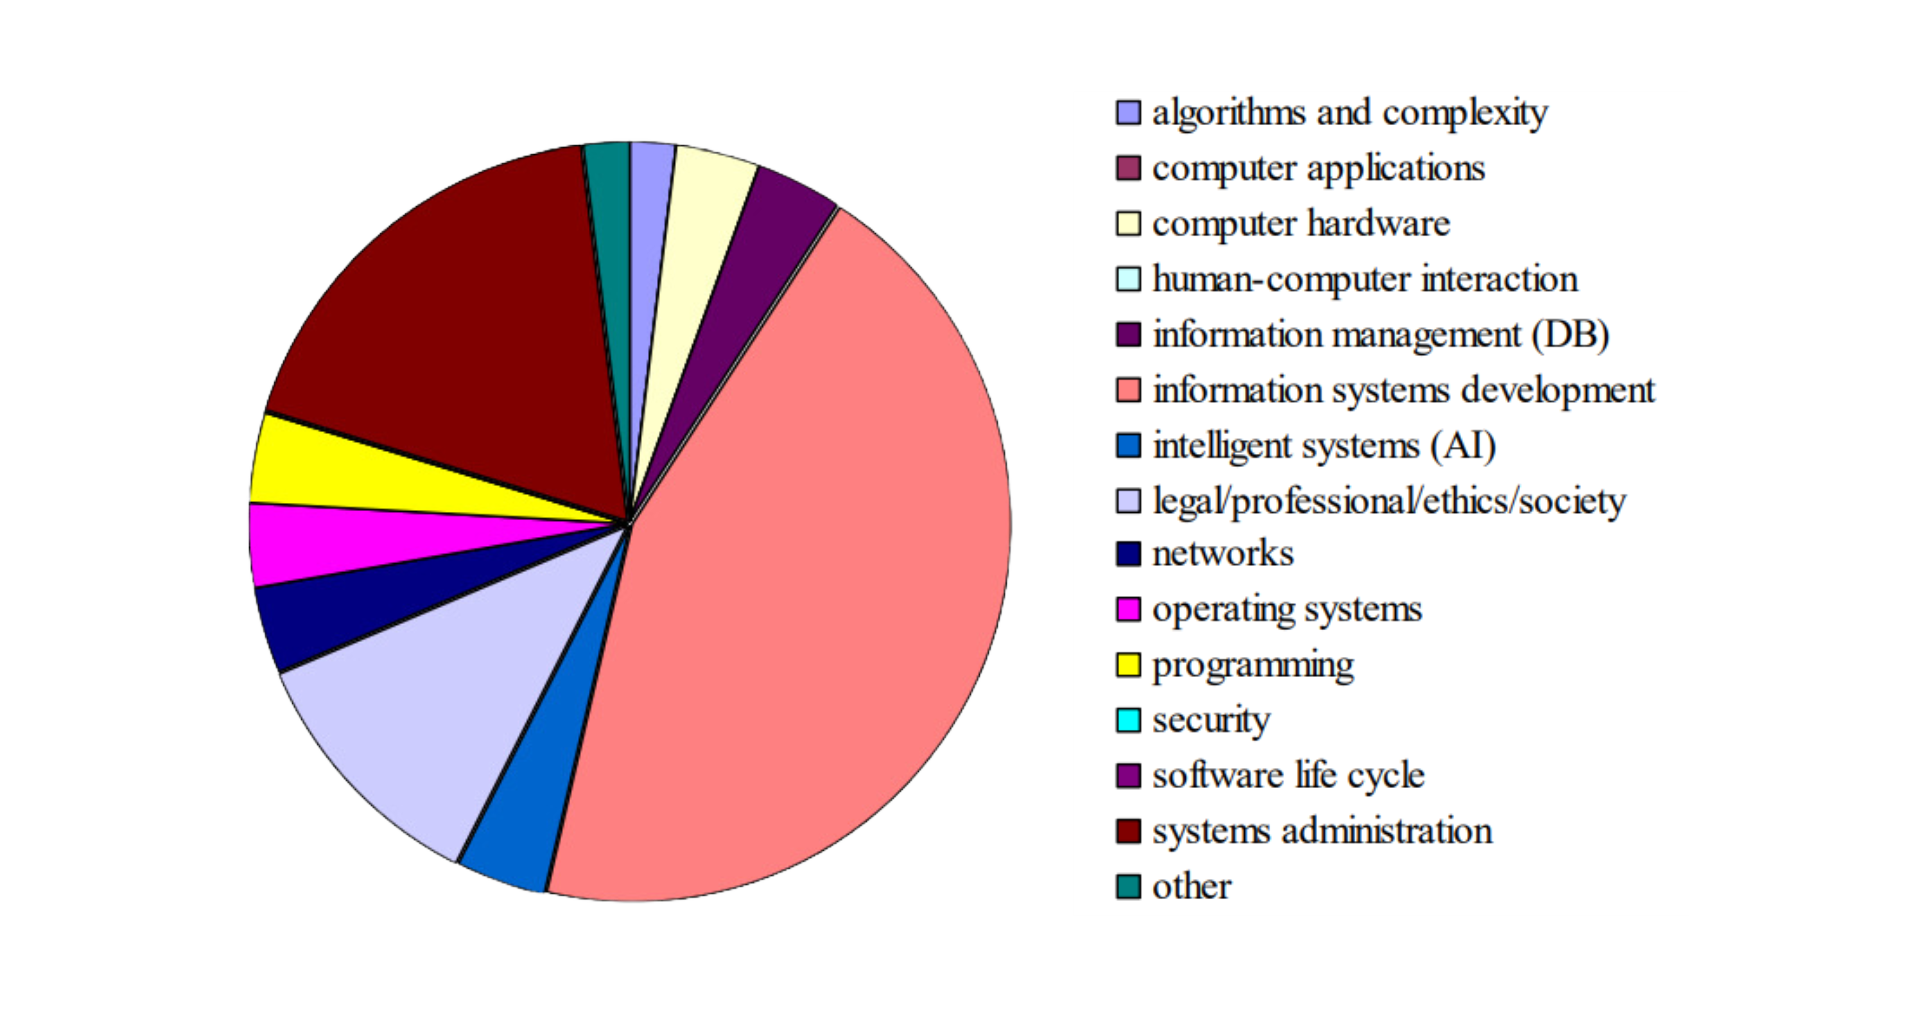 algorithms and complexity
computer applications
computer hardware
human-computer interaction
information management (DB)
information systems development
intelligent systems (AI)
legal/professional/ethics/society
networks
operating systems
programming
security
software life cycle
systems administration
other